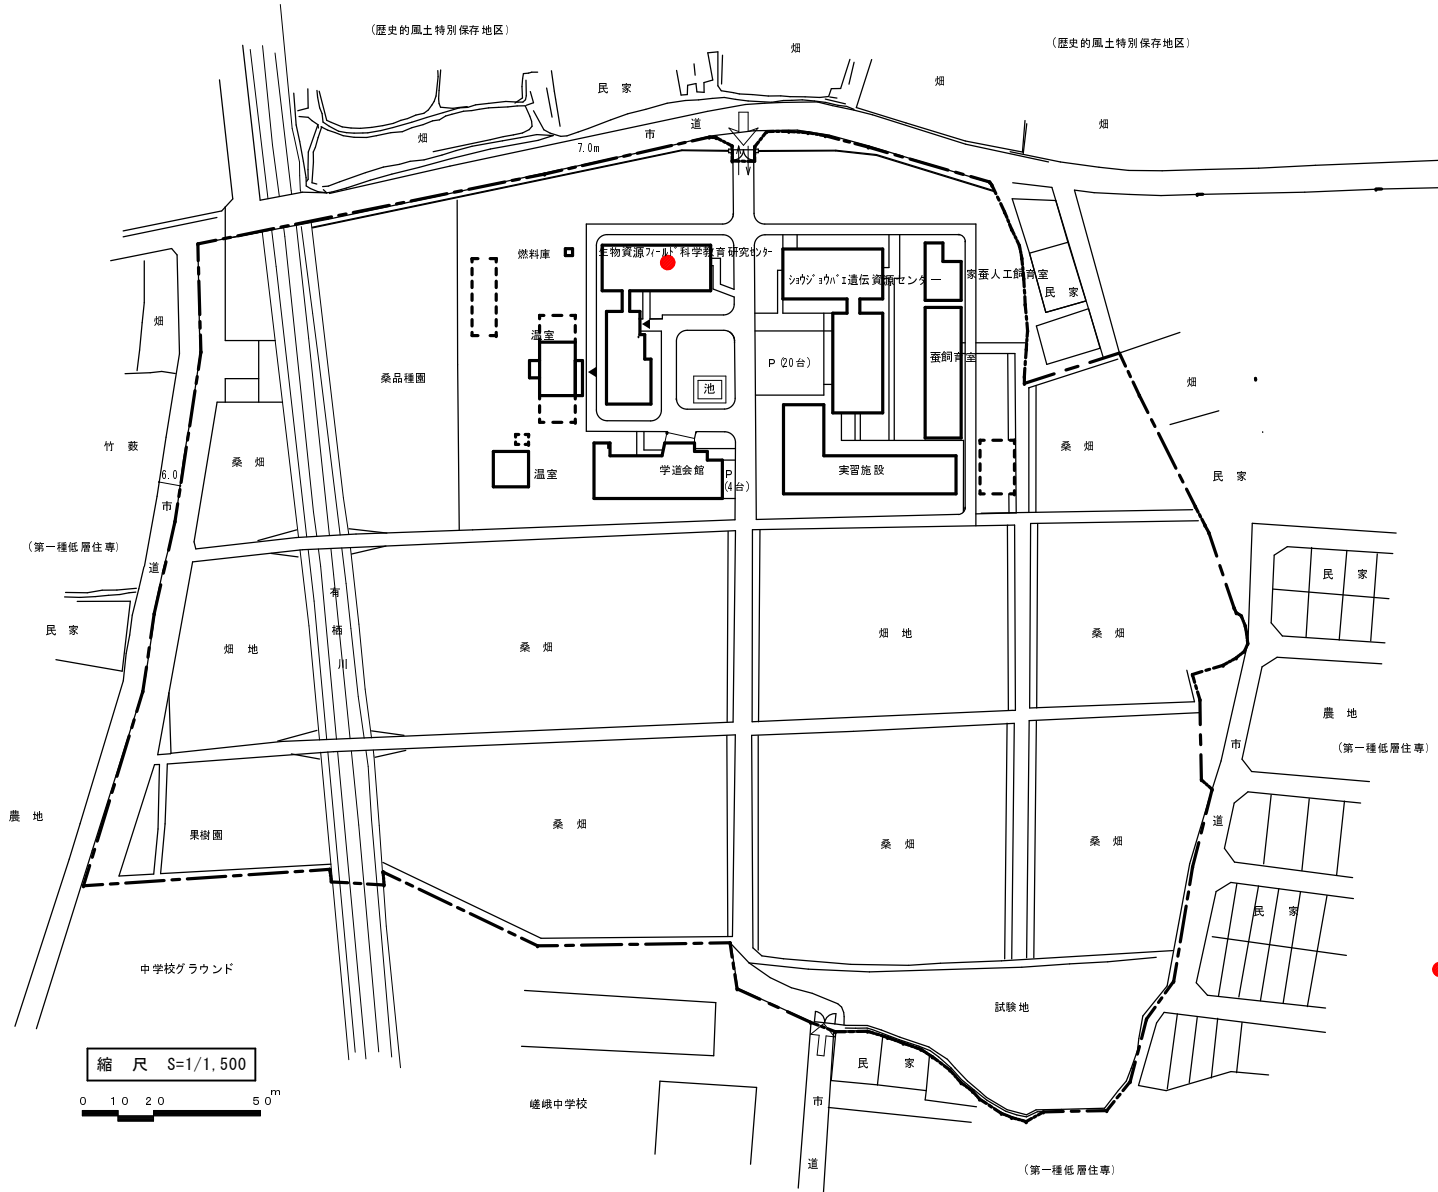 (歴史的風土特別保存地区)
(歴史的風土特別保存地区)
畑
畑
民 家
畑
畑
市 道
7.0m
燃料庫
生物資源フィールド科学教育研究センター
ショウジョウバエ遺伝資源センター
家蚕人工飼育室
民 家
畑
温室
蚕飼育室
P (20台)
桑品種園
池
畑
竹 薮
桑 畑
6.0
市 道
温室
学道会館
P
(4台)
実習施設
桑 畑
民 家
(第一種低層住専)
民 家
有 栖 川
民 家
畑 地
桑 畑
畑 地
桑 畑
農 地
(第一種低層住専)
市 道
農 地
果樹園
桑 畑
桑 畑
桑 畑
民 家
中学校グラウンド
試験地
縮 尺 S=1/1,500
0 10 20 50m
嵯峨中学校
民 家
市 道
(第一種低層住専)